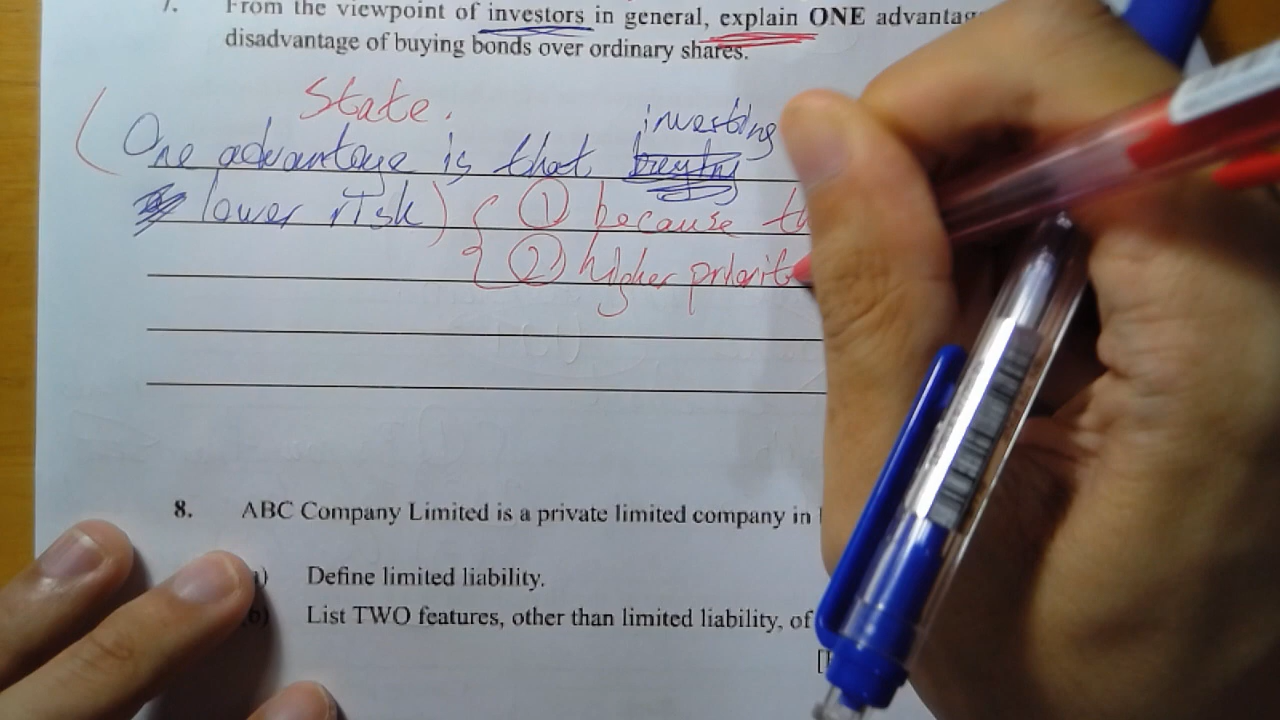 7. From the viewpoint of investors in general, explain ONE advantag
disadvantage of buying bonds over ordinary shares.
State.
investing
One advantage is that
lower risk) { ① because th
② higher priorit
8. ABC Company Limited is a private limited company in
a) Define limited liability.
b) List TWO features, other than limited liability, of